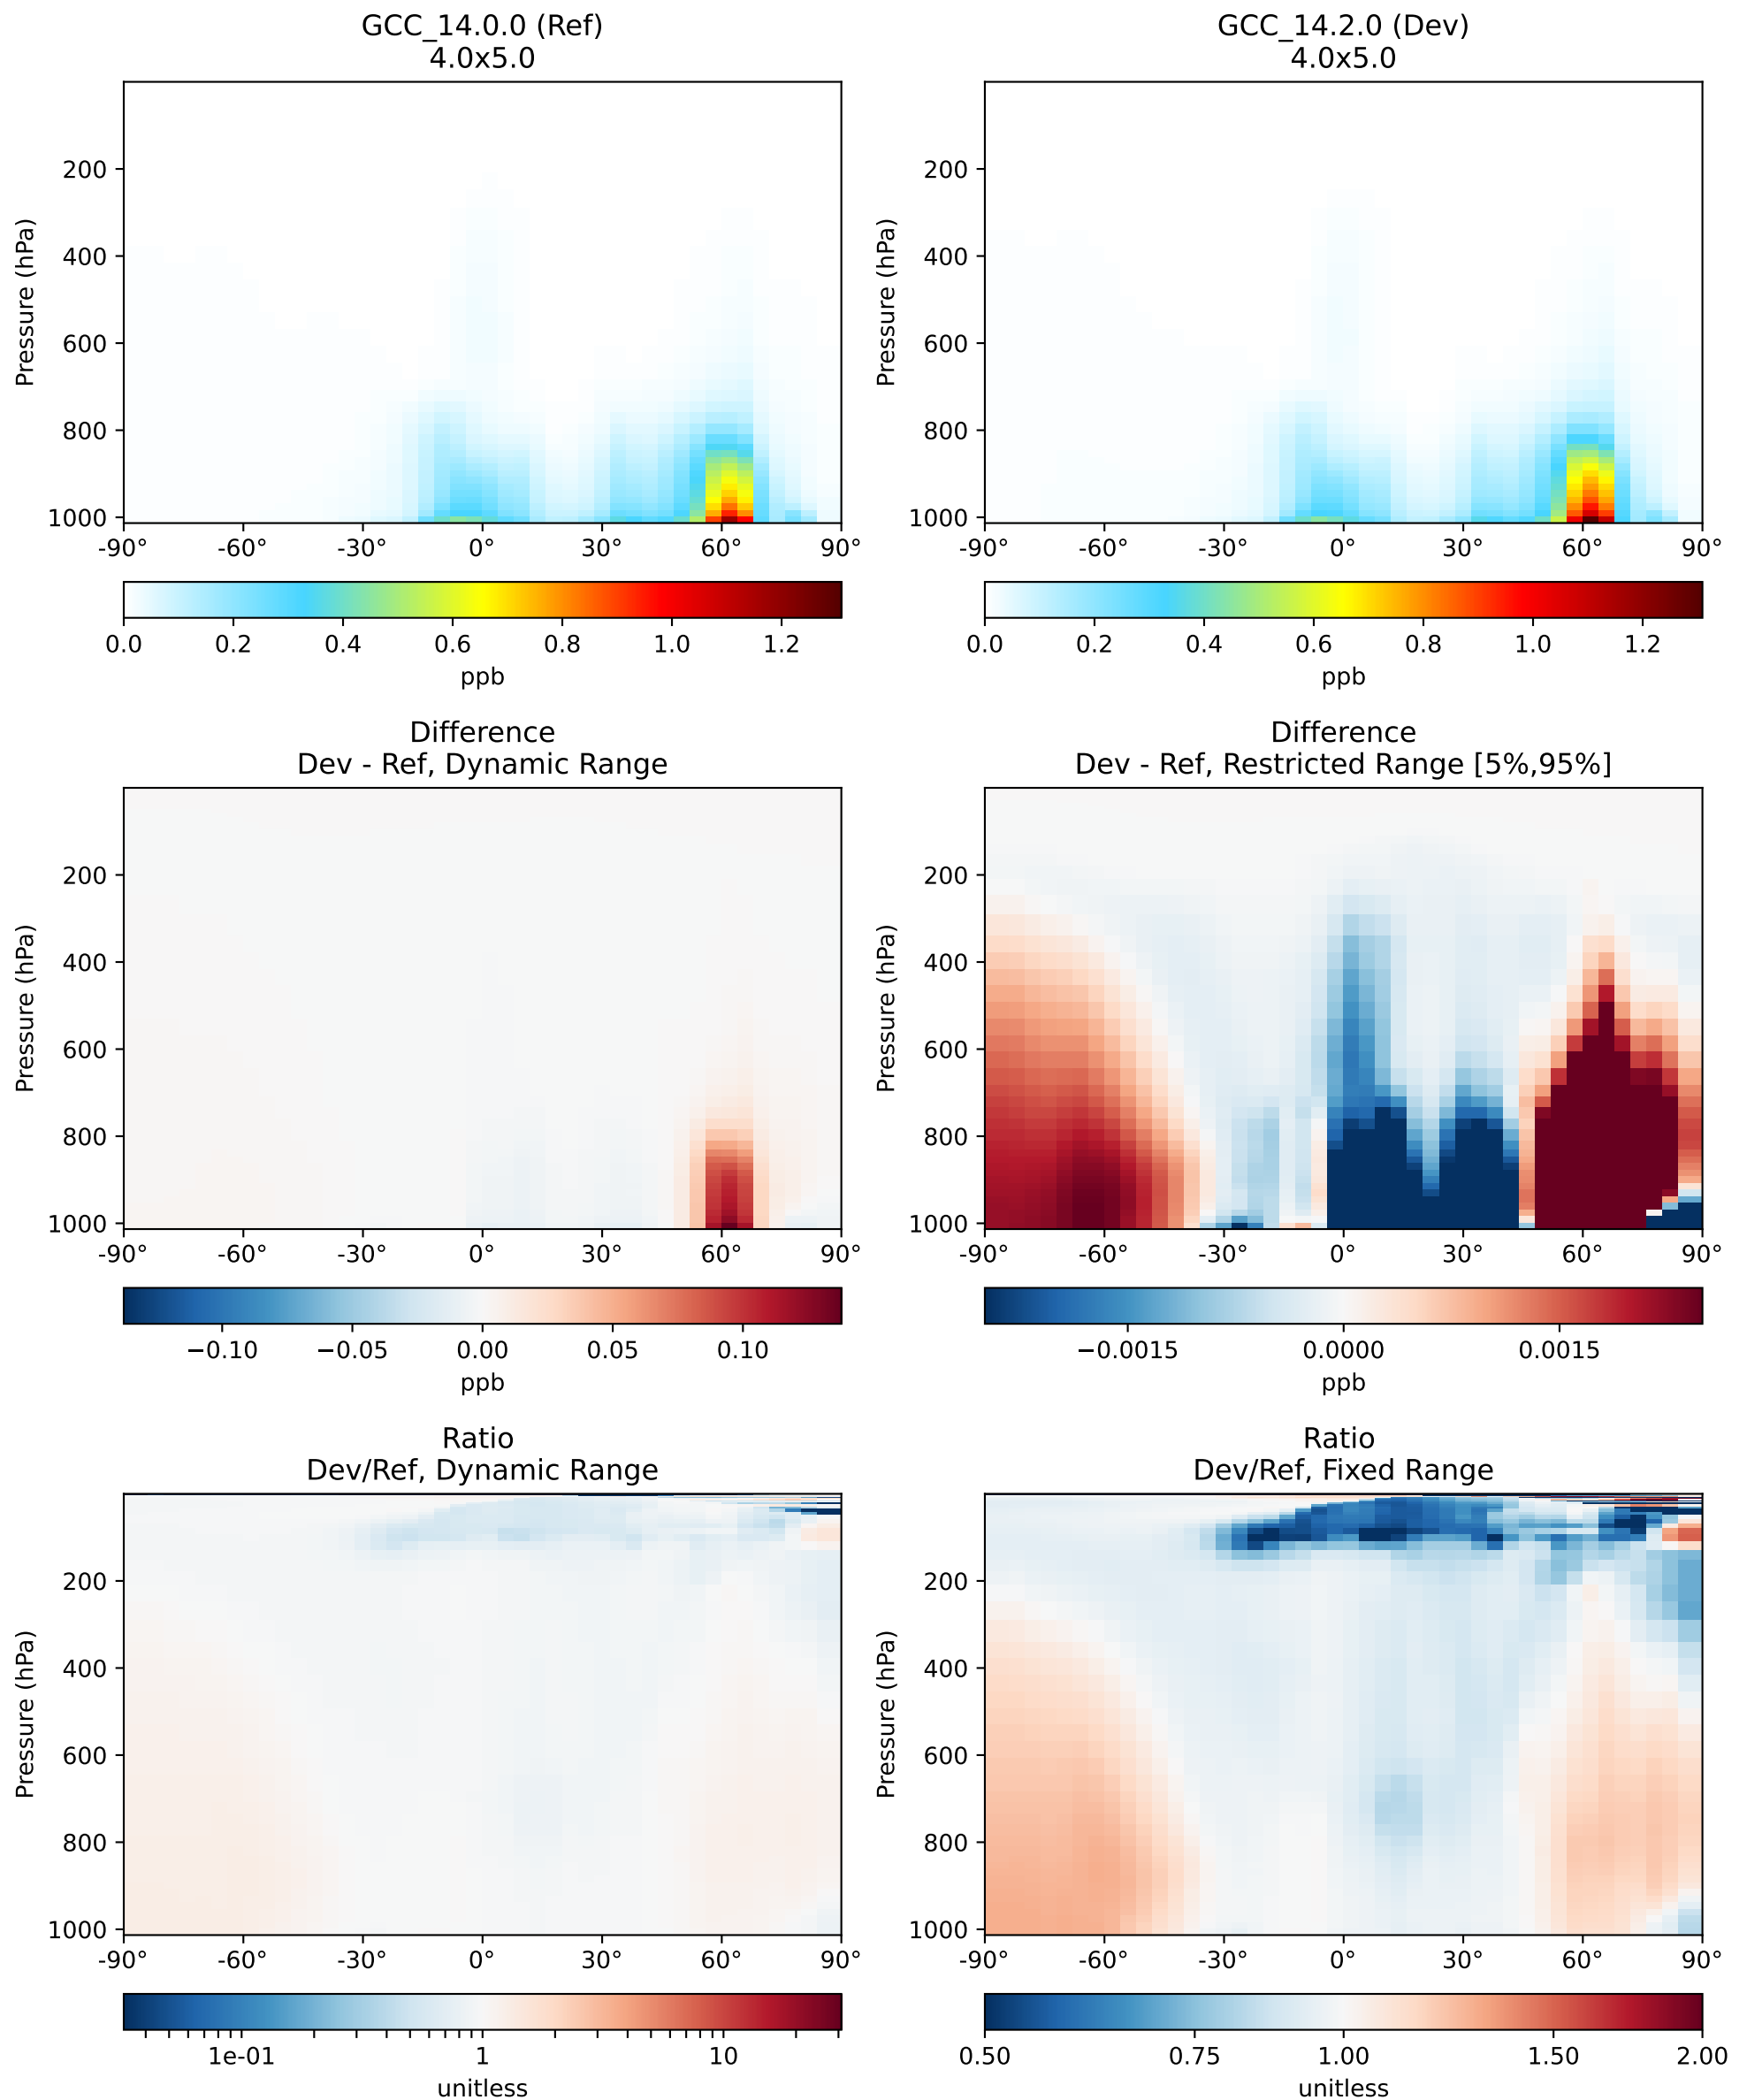 GCC_14.0.0 (Ref)
4.0x5.0
Pressure (hPa)
200
400
600
800
1000
-90° -60° -30° 0° 30° 60° 90°
0.0 0.2 0.4 0.6 0.8 1.0 1.2
ppb
GCC_14.2.0 (Dev)
4.0x5.0
Pressure (hPa)
200
400
600
800
1000
-90° -60° -30° 0° 30° 60° 90°
0.0 0.2 0.4 0.6 0.8 1.0 1.2
ppb
Difference
Dev - Ref, Dynamic Range
Pressure (hPa)
200
400
600
800
1000
-90° -60° -30° 0° 30° 60° 90°
−0.10 −0.05 0.00 0.05 0.10
ppb
Difference
Dev - Ref, Restricted Range [5%,95%]
Pressure (hPa)
200
400
600
800
1000
-90° -60° -30° 0° 30° 60° 90°
−0.0015 0.0000 0.0015
ppb
Ratio
Dev/Ref, Dynamic Range
Pressure (hPa)
200
400
600
800
1000
-90° -60° -30° 0° 30° 60° 90°
1e-01 1 10
unitless
Ratio
Dev/Ref, Fixed Range
Pressure (hPa)
200
400
600
800
1000
-90° -60° -30° 0° 30° 60° 90°
0.50 0.75 1.00 1.50 2.00
unitless